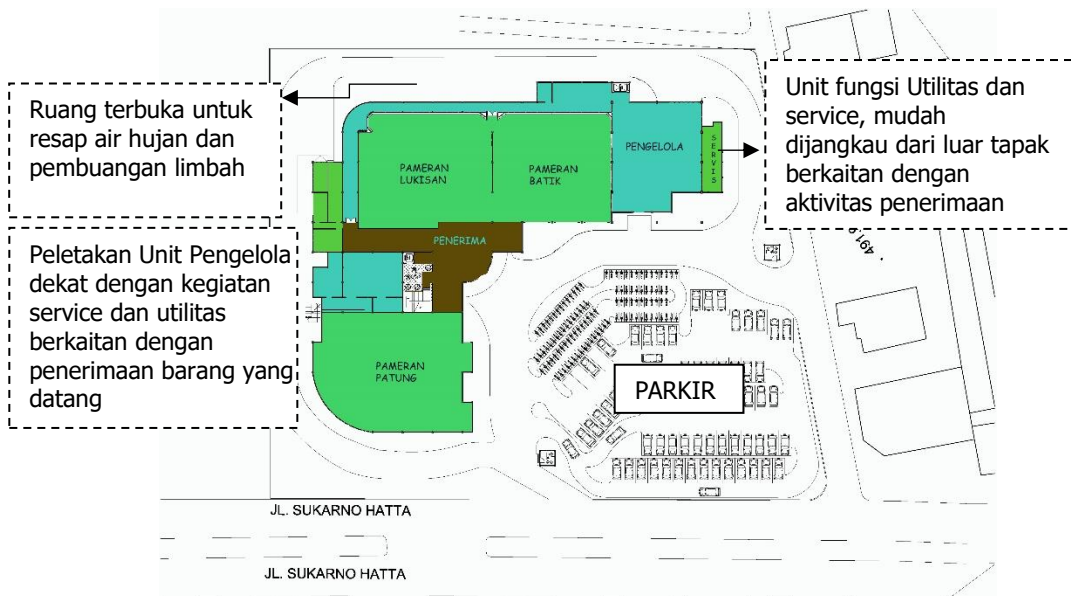 Ruang terbuka untuk
resap air hujan dan
pembuangan limbah
Peletakan Unit Pengelola
dekat dengan kegiatan
service dan utilitas
berkaitan dengan
penerimaan barang yang
datang
PAMERAN
LUKISAN
PAMERAN
BATIK
PENGELOLA
SERVIS
PENERIMA
PAMERAN
PATUNG
Unit fungsi Utilitas dan
service, mudah
dijangkau dari luar tapak
berkaitan dengan
aktivitas penerimaan
PARKIR
JL. SUKARNO HATTA
JL. SUKARNO HATTA